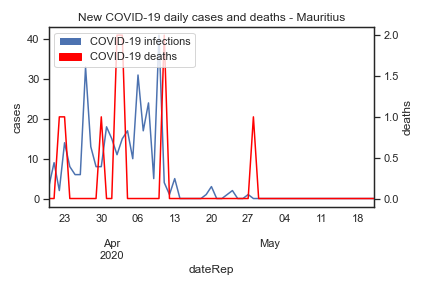 New COVID-19 daily cases and deaths - Mauritius
COVID-19 infections
COVID-19 deaths
40
30
20
10
0
cases
2.0
1.5
1.0
0.5
0.0
deaths
23 30 06 13 20 27 04 11 18
Apr May
2020
dateRep